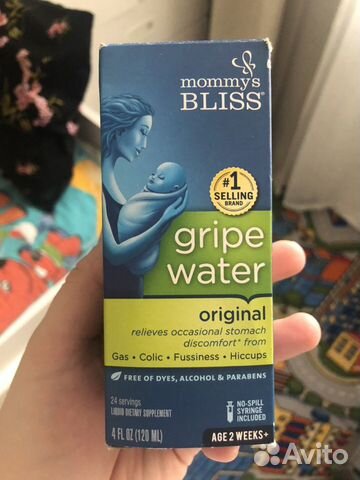 mommys
BLISS®
#1
SELLING
BRAND
gripe
water
original
relieves occasional stomach
discomfort* from
Gas • Colic • Fussiness • Hiccups
FREE OF DYES, ALCOHOL & PARABENS
24 servings
LIQUID DIETARY SUPPLEMENT
4 FL OZ (120 ML)
NO-SPILL
SYRINGE
INCLUDED
AGE 2 WEEKS+
Avito